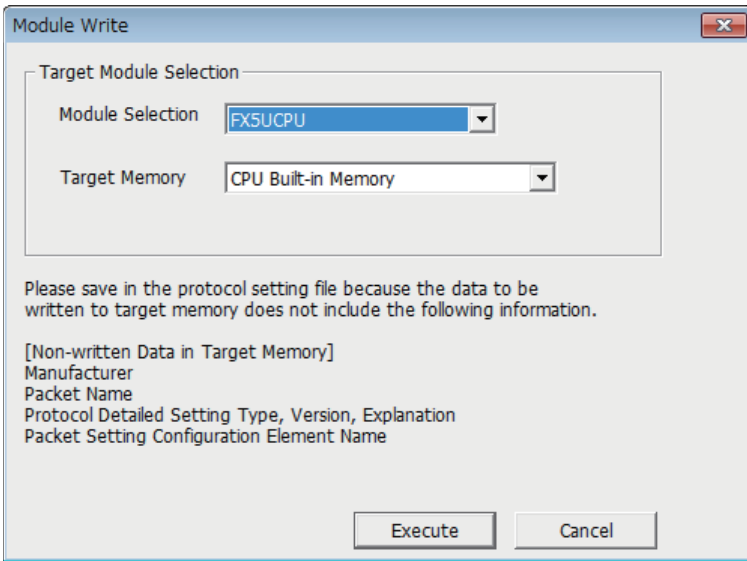 Module Write
Target Module Selection
Module Selection
FX5UCPU
Target Memory
CPU Built-in Memory
Please save in the protocol setting file because the data to be
written to target memory does not include the following information.
[Non-written Data in Target Memory]
Manufacturer
Packet Name
Protocol Detailed Setting Type, Version, Explanation
Packet Setting Configuration Element Name
Execute
Cancel